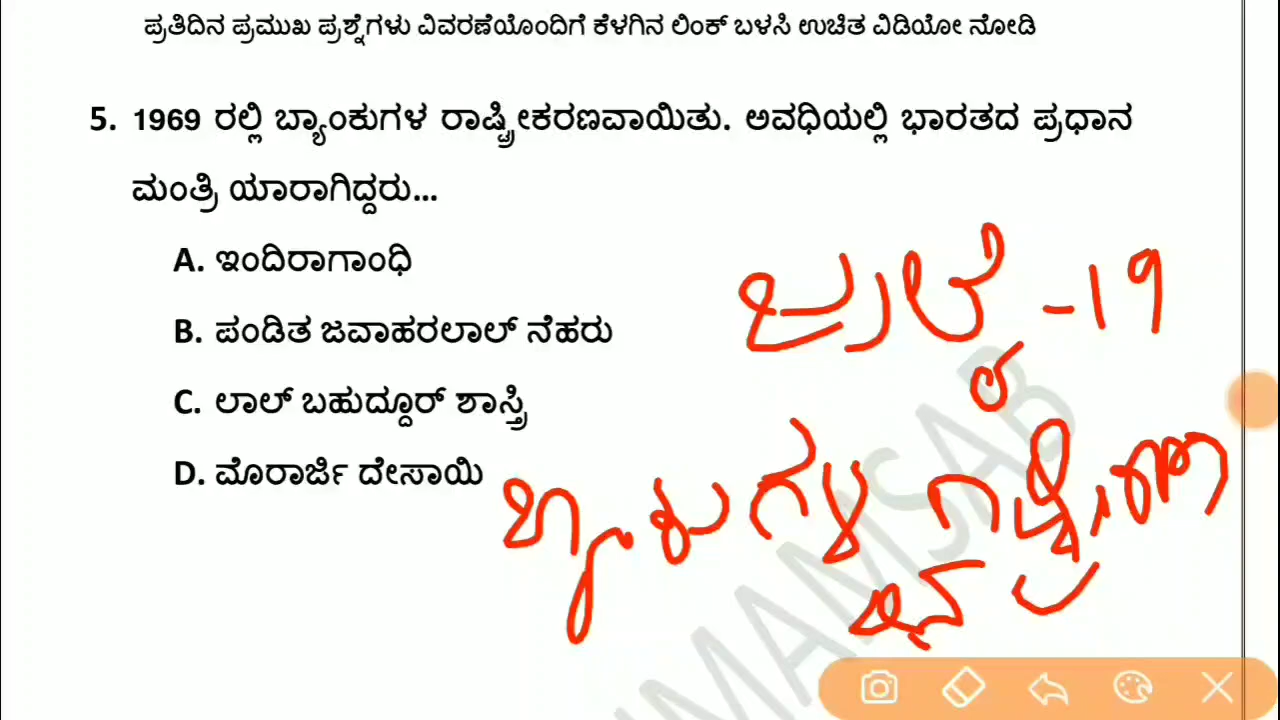 ಪ್ರತಿದಿನ ಪ್ರಮುಖ ಪ್ರಶ್ನೆಗಳು ವಿವರಣೆಯೊಂದಿಗೆ ಕೆಳಗಿನ ಲಿಂಕ್ ಬಳಸಿ ಉಚಿತ ವಿಡಿಯೋ ನೋಡಿ
5. 1969 ರಲ್ಲಿ ಬ್ಯಾಂಕುಗಳ ರಾಷ್ಟ್ರೀಕರಣವಾಯಿತು. ಅವಧಿಯಲ್ಲಿ ಭಾರತದ ಪ್ರಧಾನ
ಮಂತ್ರಿ ಯಾರಾಗಿದ್ದರು...
A. ಇಂದಿರಾಗಾಂಧಿ
B. ಪಂಡಿತ ಜವಾಹರಲಾಲ್ ನೆಹರು
C. ಲಾಲ್ ಬಹುದ್ದೂರ್ ಶಾಸ್ತ್ರಿ
D. ಮೊರಾರ್ಜಿ ದೇಸಾಯಿ
-19